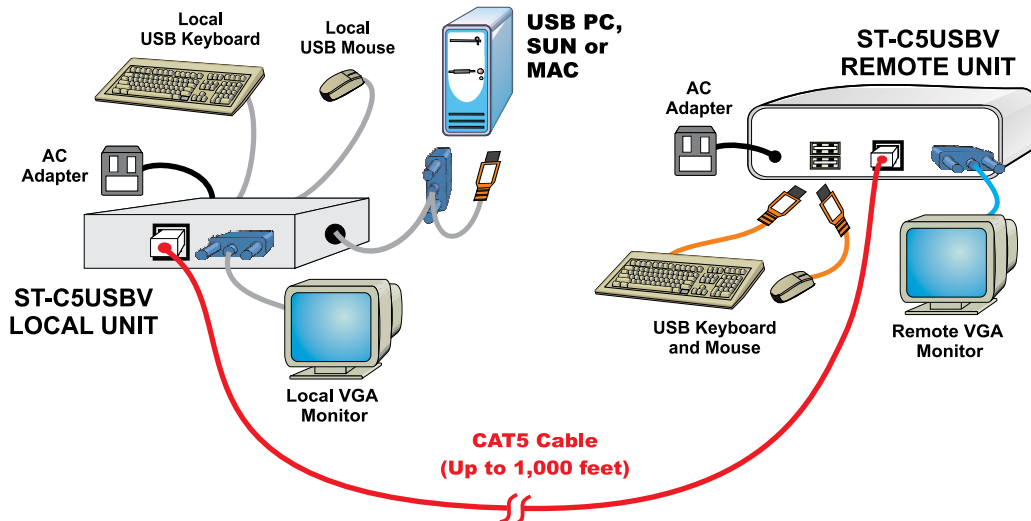 Local
USB Keyboard
Local
USB Mouse
USB PC,
SUN or
MAC
ST-C5USBV
REMOTE UNIT
AC
Adapter
AC
Adapter
ST-C5USBV
LOCAL UNIT
Local VGA
Monitor
USB Keyboard
and Mouse
Remote VGA
Monitor
CAT5 Cable
(Up to 1,000 feet)